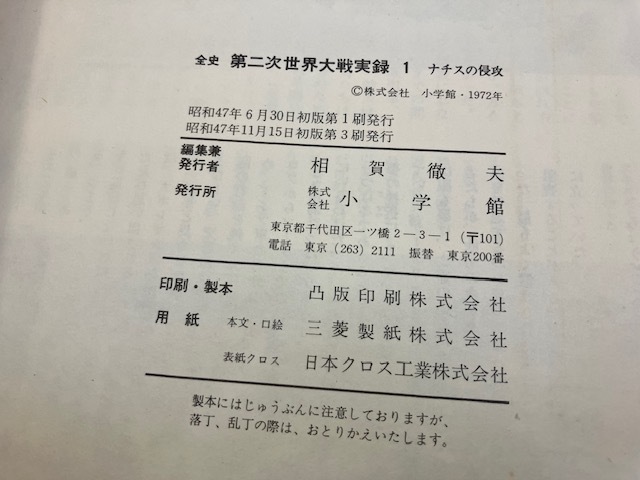 全史 第二次世界大戦実録 1 ナチスの侵攻
©株式会社 小学館・1972年
昭和47年 6 月30日初版第 1 刷発行
昭和47年11月15日初版第 3 刷発行
編集兼
発行者 相賀徹夫
発行所 株式会社 小学館
東京都千代田区一ツ橋 2 ― 3 ― 1 (〒101)
電話 東京 (263) 2111 振替 東京200番
印刷・製本 凸版印刷株式会社
用紙 本文・口絵 三菱製紙株式会社
表紙クロス 日本クロス工業株式会社
製本にはじゅうぶんに注意しておりますが、
落丁、乱丁の際は、おとりかえいたします。